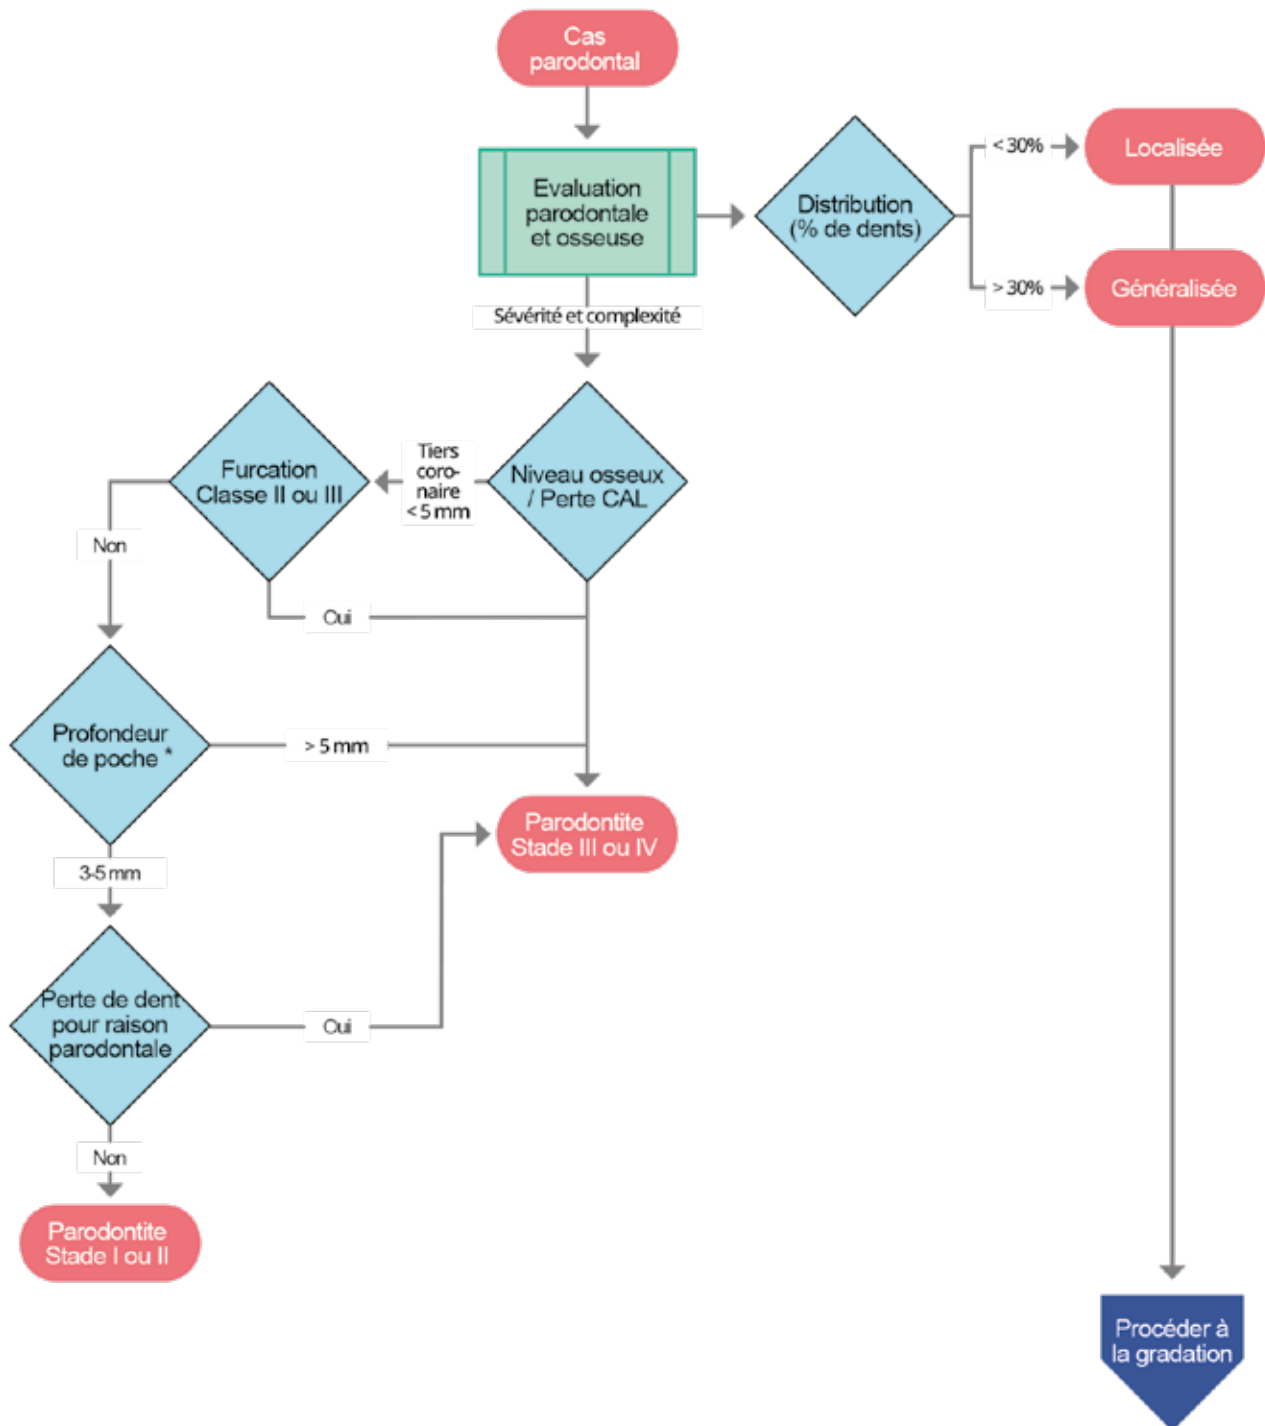 Cas
parodontal
Evaluation
parodontale
et osseuse
Distribution
(% de dents)
< 30%
Localisée
> 30%
Généralisée
Sévérité et complexité
Niveau osseux
/ Perte CAL
Tiers
coro-
naire
< 5 mm
Furcation
Classe II ou III
Non
Oui
Profondeur
de poche *
> 5 mm
3-5 mm
Parodontite
Stade III ou IV
Perte de dent
pour raison
parodontale
Oui
Non
Parodontite
Stade I ou II
Procéder à
la gradation